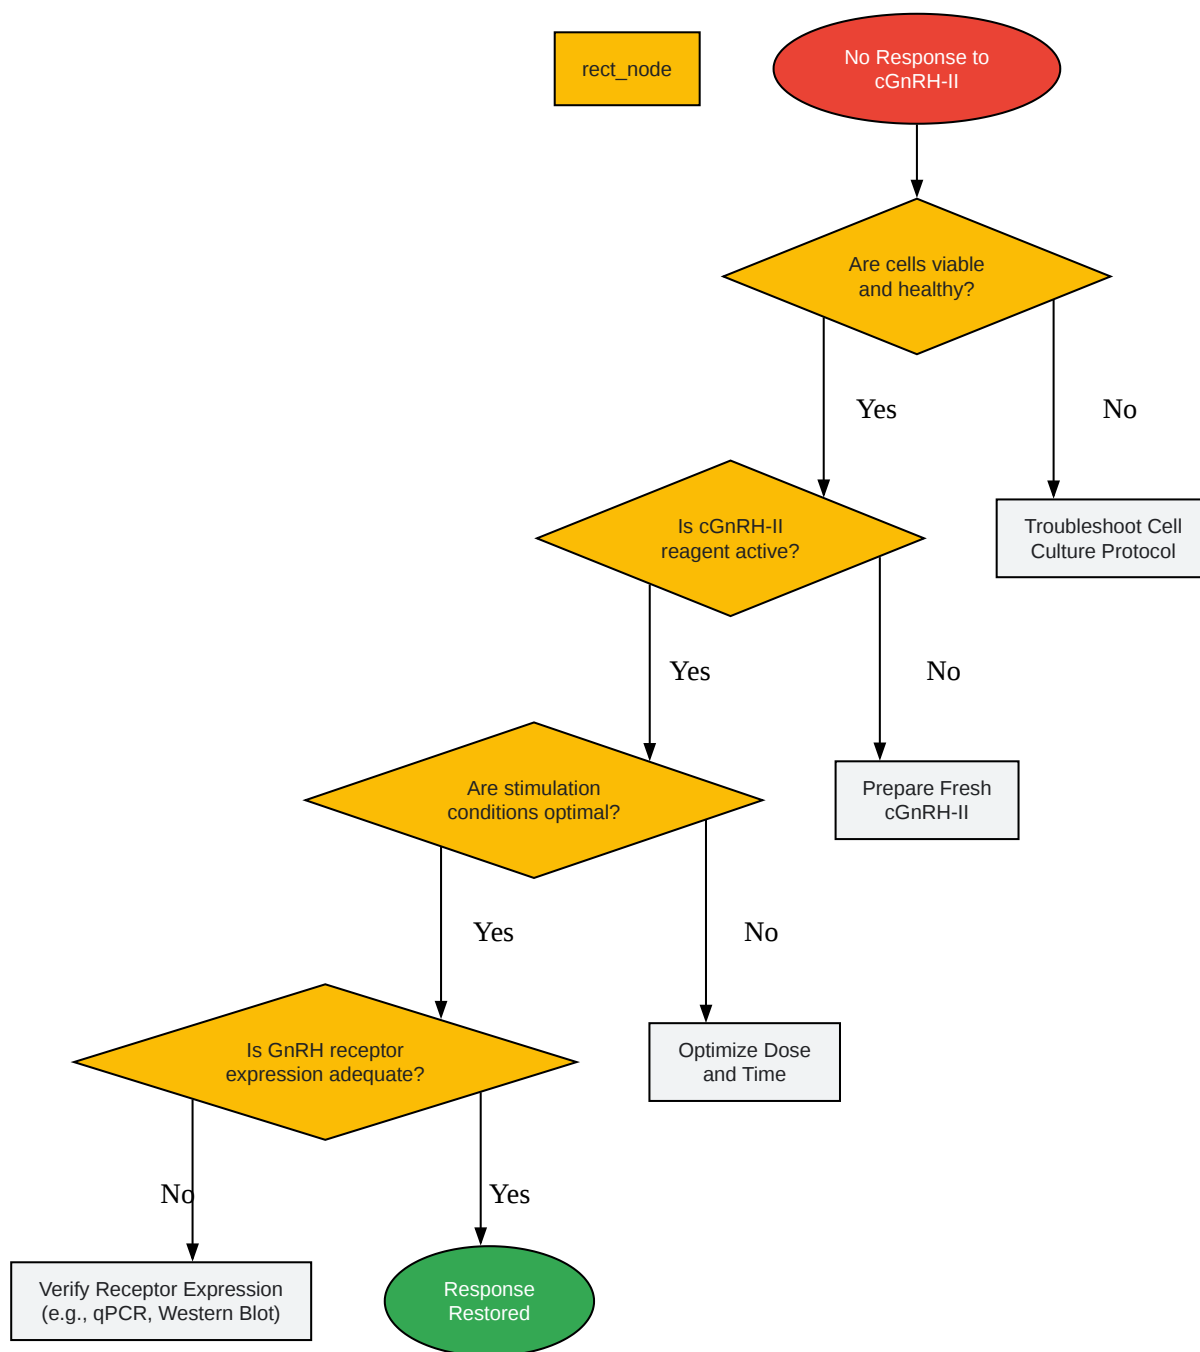 rect_node
No Response to
cGnRH-II
Are cells viable
and healthy?
Yes
No
Is cGnRH-II
reagent active?
Troubleshoot Cell
Culture Protocol
Yes
No
Are stimulation
conditions optimal?
Prepare Fresh
cGnRH-II
Yes
No
Is GnRH receptor
expression adequate?
Optimize Dose
and Time
No
Yes
Verify Receptor Expression
(e.g., qPCR, Western Blot)
Response
Restored